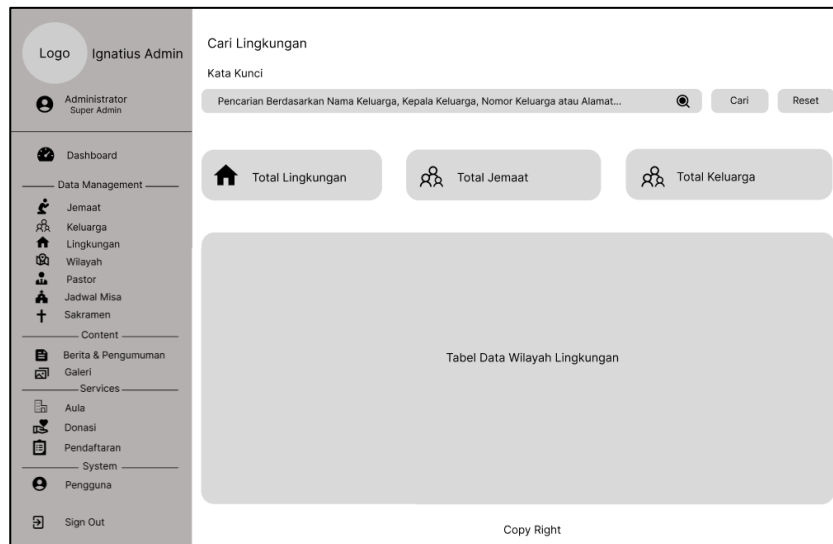 Logo
Ignatius Admin
Administrator
Super Admin
Dashboard
Data Management
Jemaat
Keluarga
Lingkungan
Wilayah
Pastor
Jadwal Misa
Sakramen
Content
Berita & Pengumuman
Galeri
Services
Aula
Donasi
Pendaftaran
System
Pengguna
Sign Out
Cari Lingkungan
Kata Kunci
Pencarian Berdasarkan Nama Keluarga, Kepala Keluarga, Nomor Keluarga atau Alamat...
Cari
Reset
Total Lingkungan
Total Jemaat
Total Keluarga
Tabel Data Wilayah Lingkungan
Copy Right